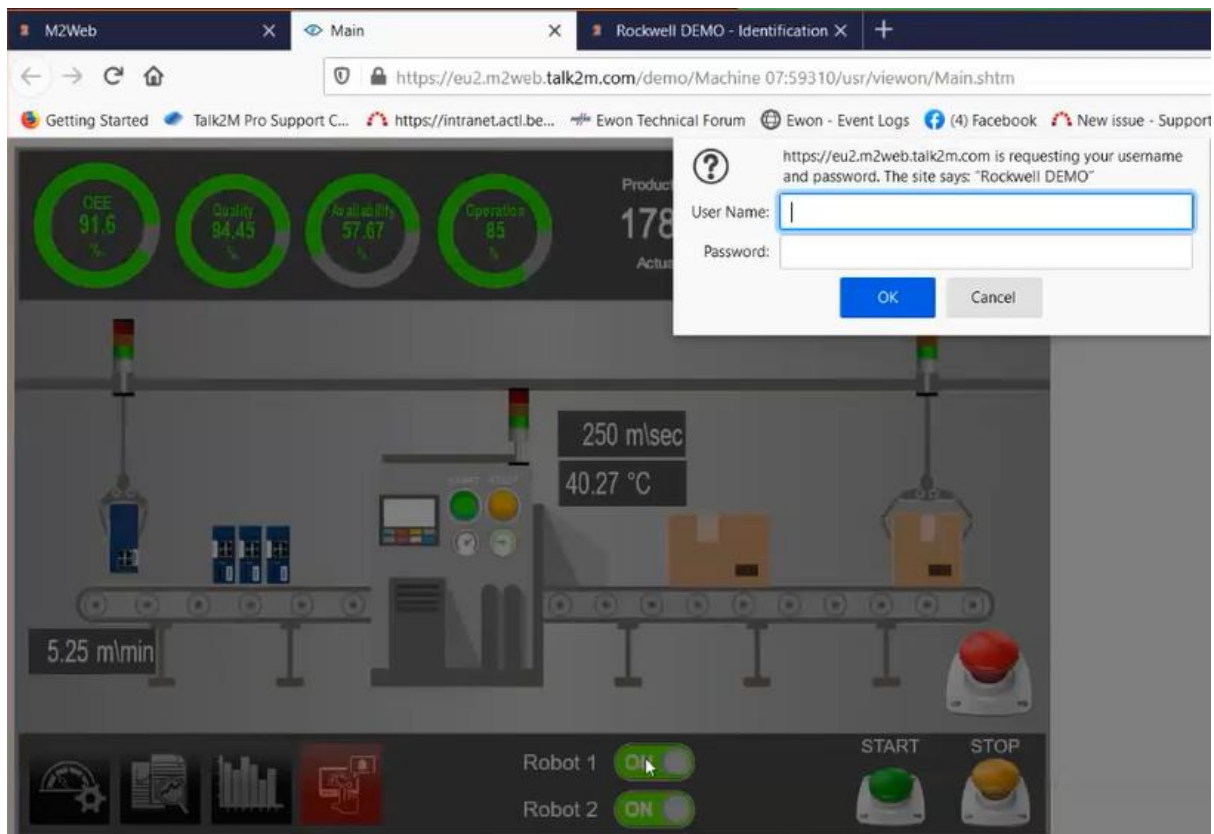 M2Web
Main
Rockwell DEMO - Identification
https://eu2.m2web.talk2m.com/demo/Machine 07:59310/usr/viewon/Main.shtm
Getting Started Talk2M Pro Support C... https://intranet.actl.be... Ewon Technical Forum Ewon - Event Logs (4) Facebook New issue - Support
https://eu2.m2web.talk2m.com is requesting your username
and password. The site says: "Rockwell DEMO"
User Name:
Password:
OK Cancel
OEE
91.6
%
Quality
94.45
%
Availability
57.67
%
Operation
85
%
Product
178
Actua
250 m\sec
40.27 °C
START
5.25 m\min
Robot 1 ON
Robot 2 ON
START STOP